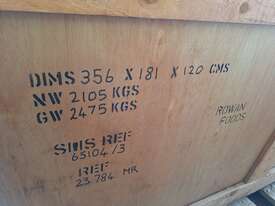 DIMS 356 X 181 X 120 CMS
NW 2105 KGS
GW 2475 KGS
ROWAN
FOODS
SMS REF
65104/3
REF
23.784 MR